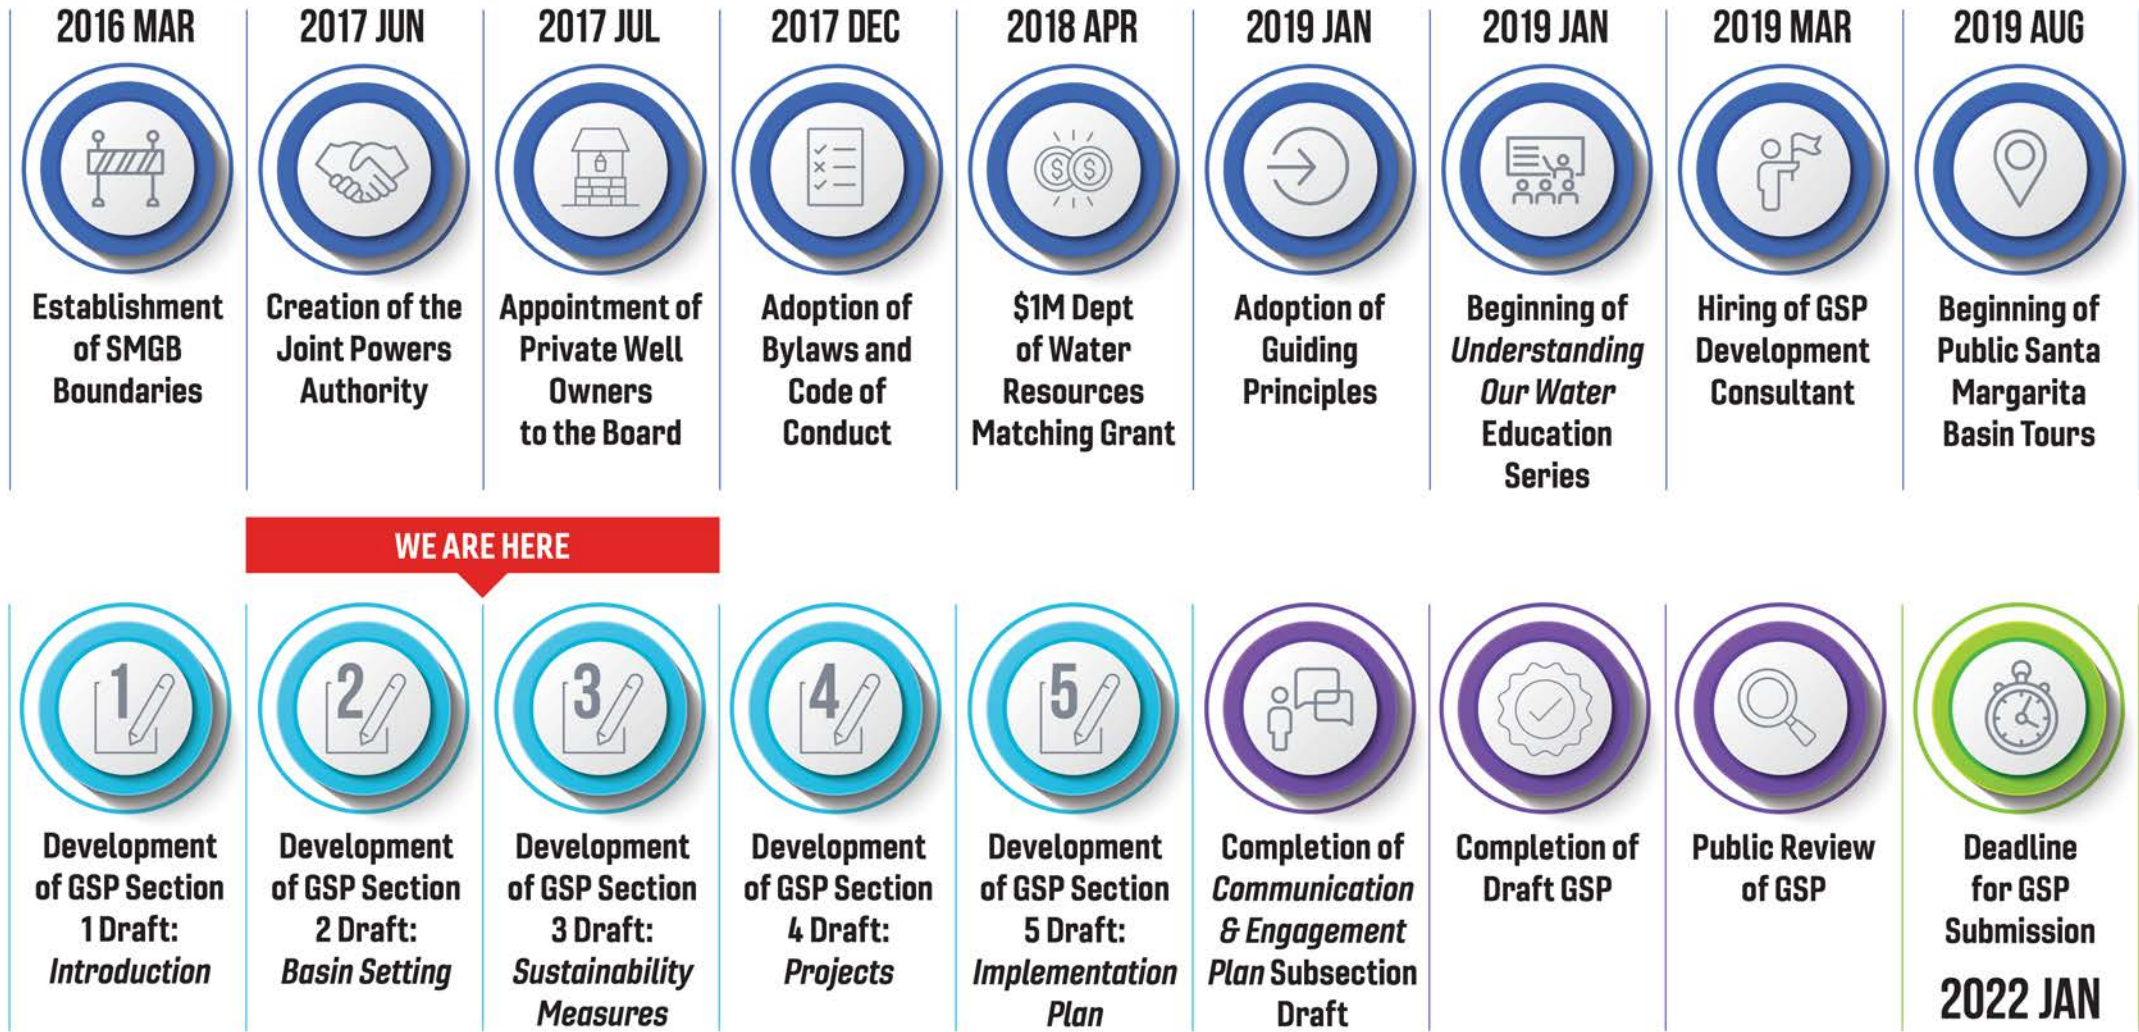 2016 MAR
Establishment
of SMGB
Boundaries
2017 JUN
Creation of the
Joint Powers
Authority
2017 JUL
Appointment of
Private Well
Owners
to the Board
2017 DEC
Adoption of
Bylaws and
Code of
Conduct
2018 APR
$ $
$1M Dept
of Water
Resources
Matching Grant
2019 JAN
Adoption of
Guiding
Principles
2019 JAN
Beginning of
Understanding
Our Water
Education
Series
2019 MAR
Hiring of GSP
Development
Consultant
2019 AUG
Beginning of
Public Santa
Margarita
Basin Tours
WE ARE HERE
1
Development
of GSP Section
1 Draft:
Introduction
2
Development
of GSP Section
2 Draft:
Basin Setting
3
Development
of GSP Section
3 Draft:
Sustainability
Measures
4
Development
of GSP Section
4 Draft:
Projects
5
Development
of GSP Section
5 Draft:
Implementation
Plan
Completion of
Communication
& Engagement
Plan Subsection
Draft
Completion of
Draft GSP
Public Review
of GSP
Deadline
for GSP
Submission
2022 JAN